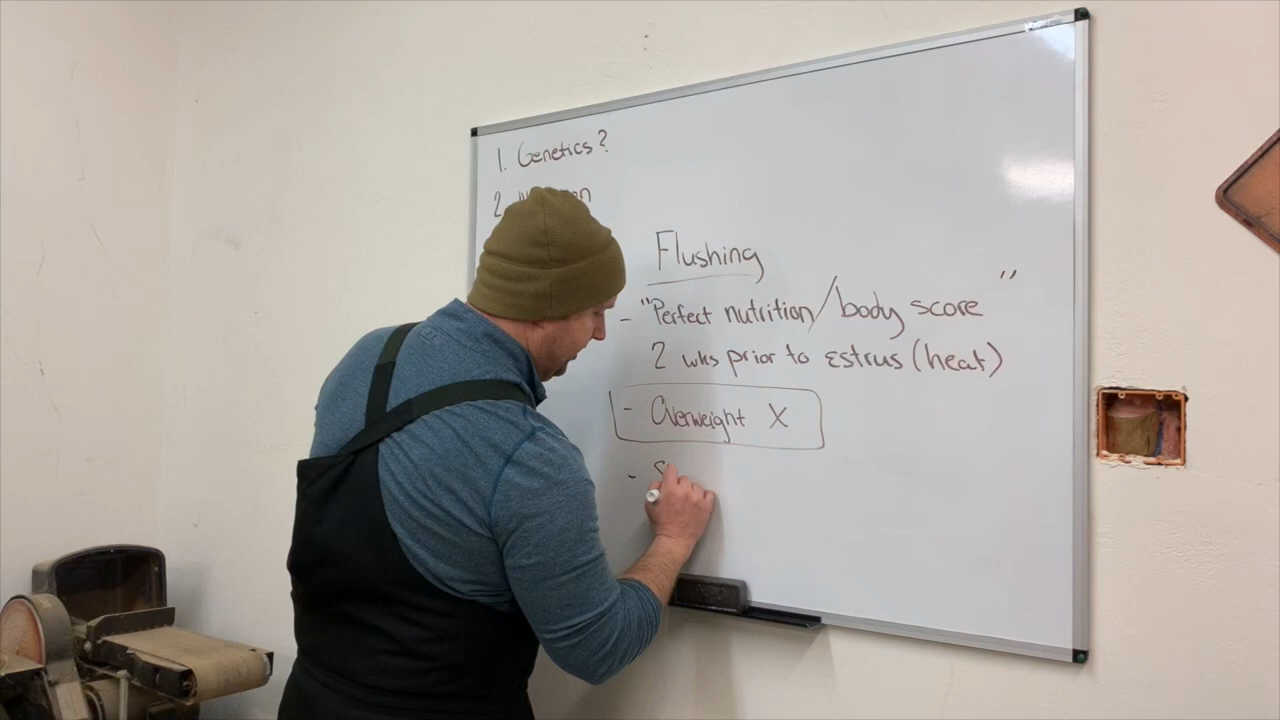 1. Genetics?
2.
Flushing
- "Perfect nutrition/body score "
2 wks prior to Estrus (heat)
- Overweight X
- S